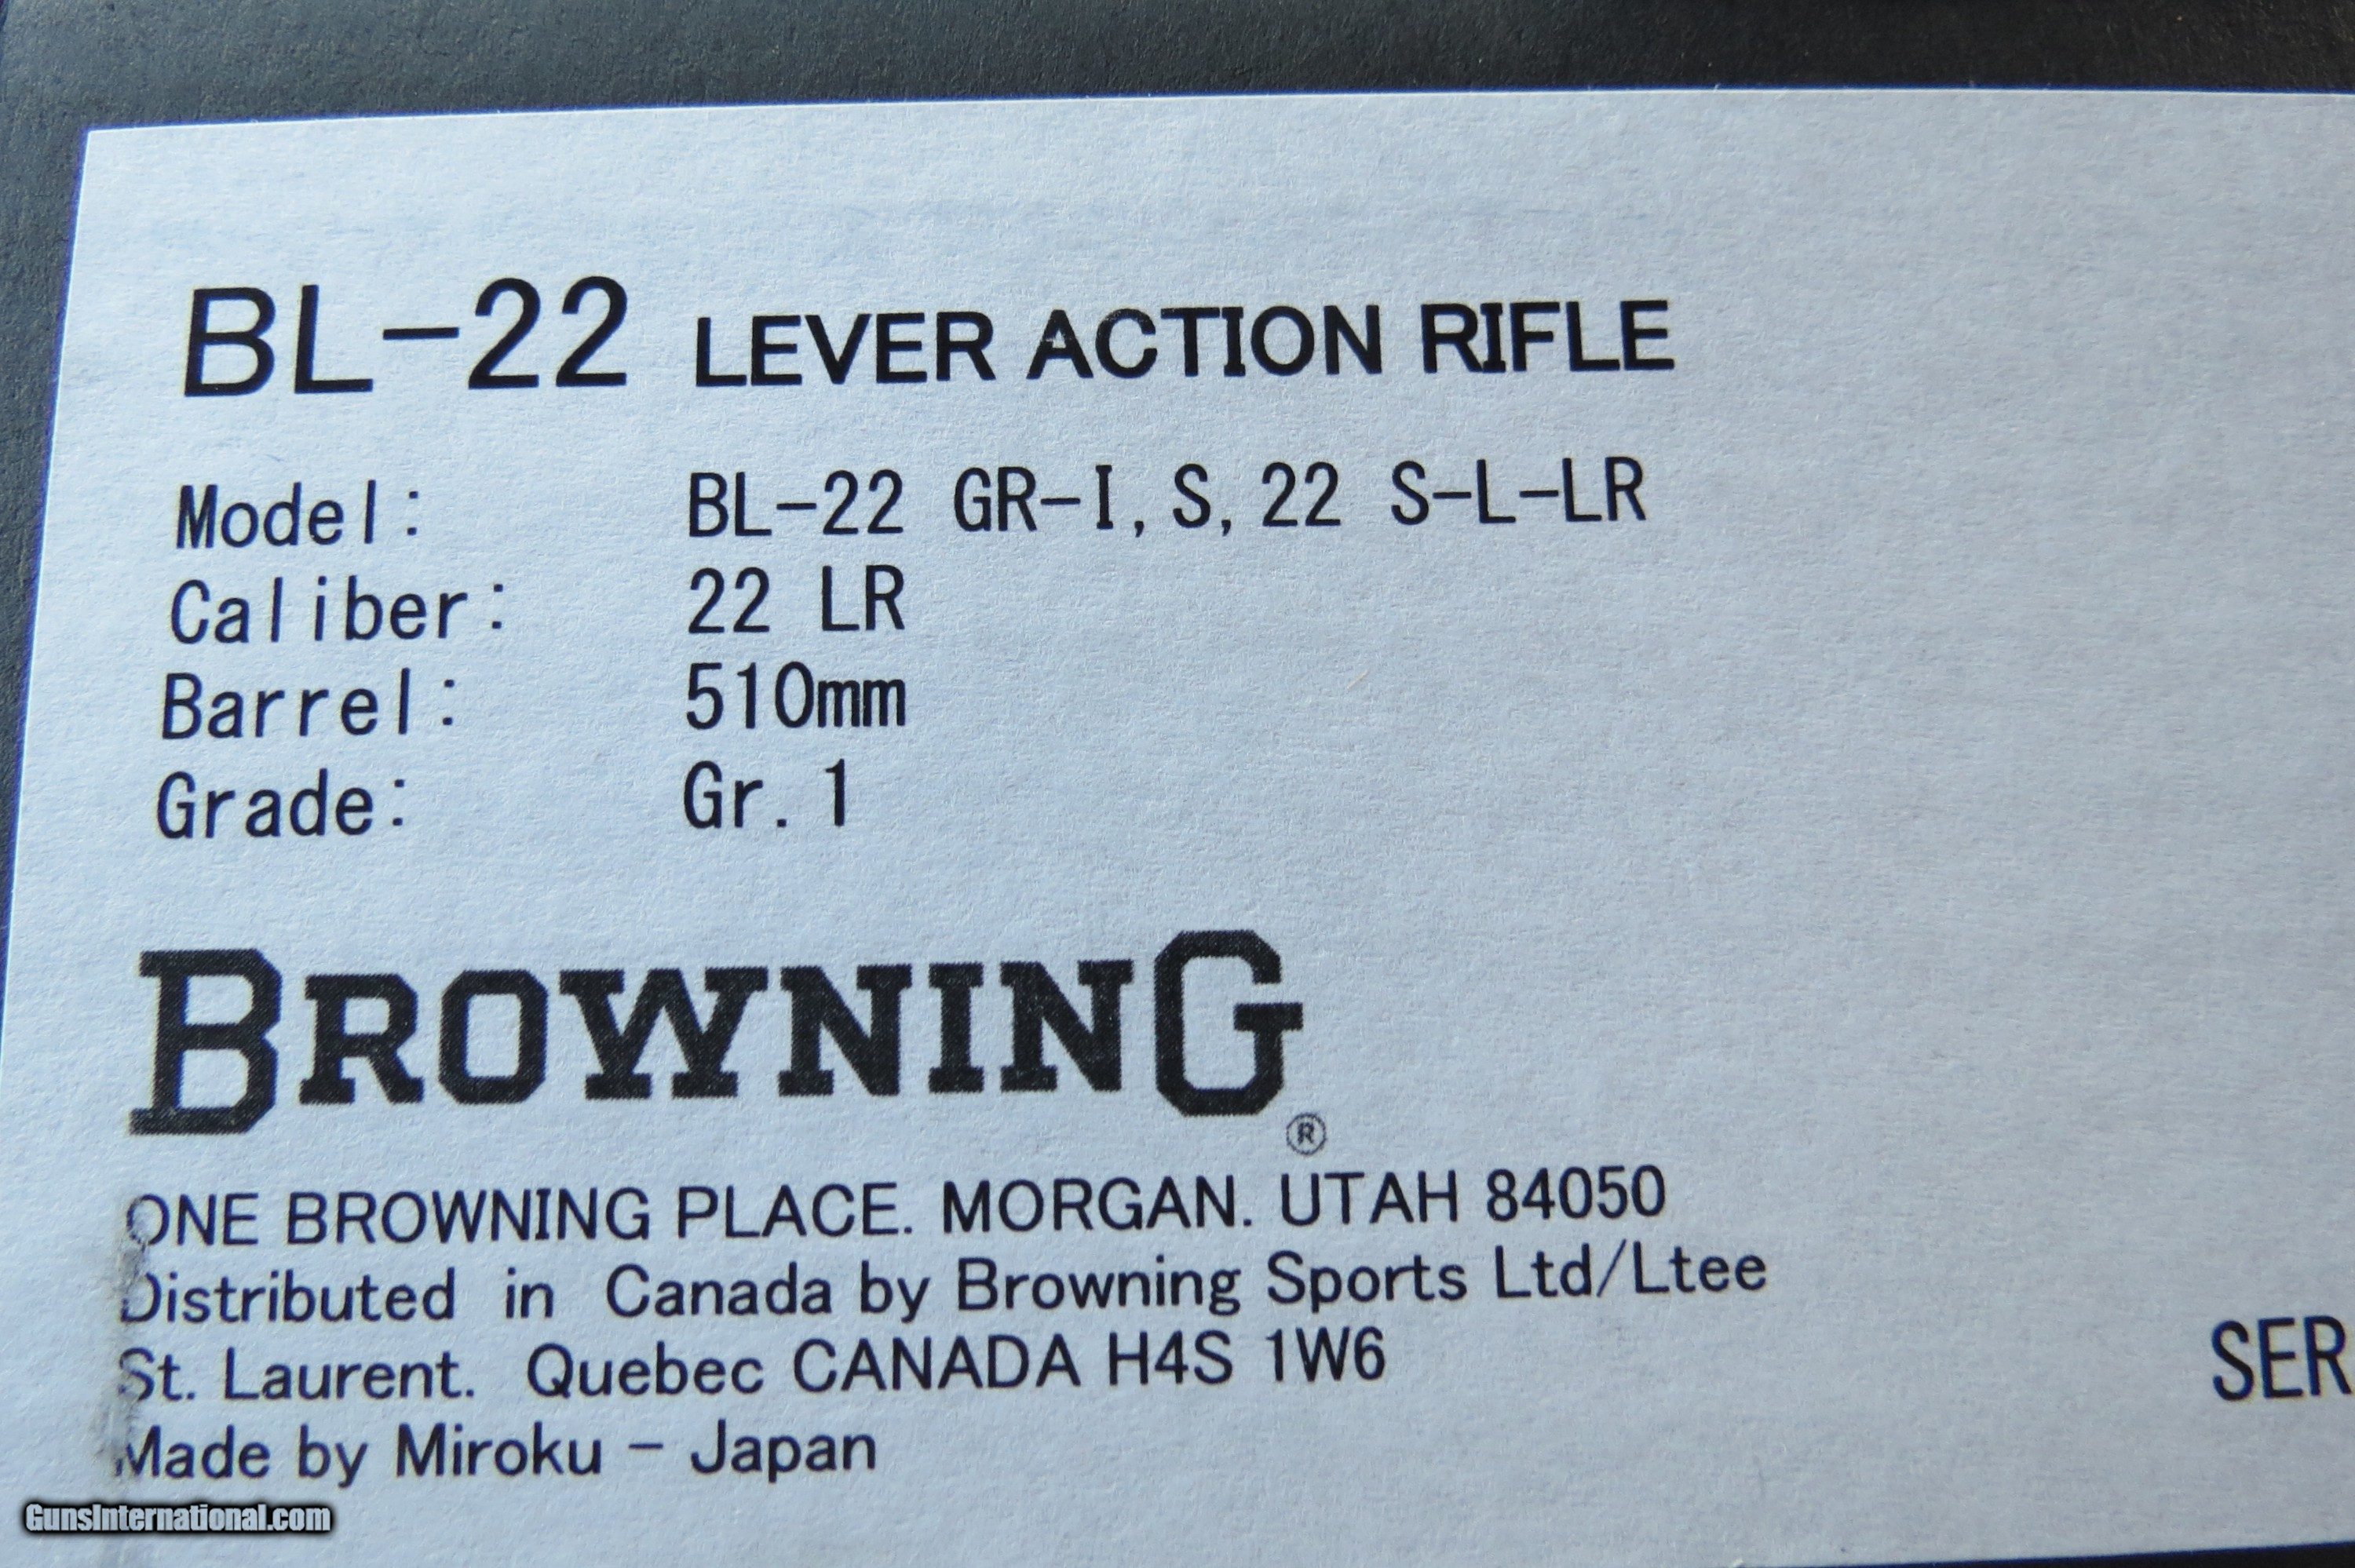 BL-22 LEVER ACTION RIFLE
Model: BL-22 GR-I, S, 22 S-L-LR
Caliber: 22 LR
Barrel: 510mm
Grade: Gr. 1
BROWNING®
ONE BROWNING PLACE. MORGAN. UTAH 84050
Distributed in Canada by Browning Sports Ltd/Ltee
St. Laurent. Quebec CANADA H4S 1W6
SER
Made by Miroku - Japan
GunsInternational.com